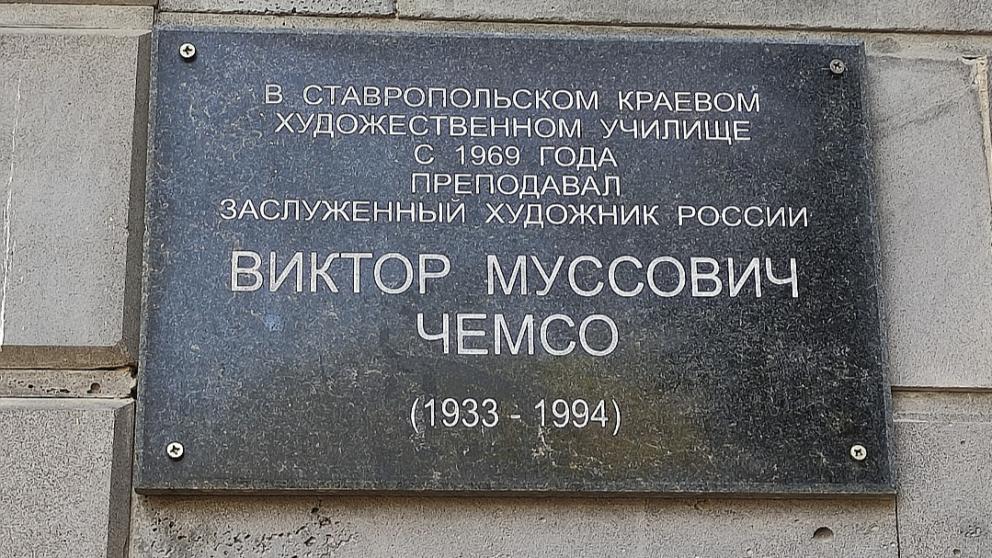 В СТАВРОПОЛЬСКОМ КРАЕВОМ
ХУДОЖЕСТВЕННОМ УЧИЛИЩЕ
С 1969 ГОДА
ПРЕПОДАВАЛ
ЗАСЛУЖЕННЫЙ ХУДОЖНИК РОССИИ
ВИКТОР МУССОВИЧ
ЧЕМСО
(1933 - 1994)